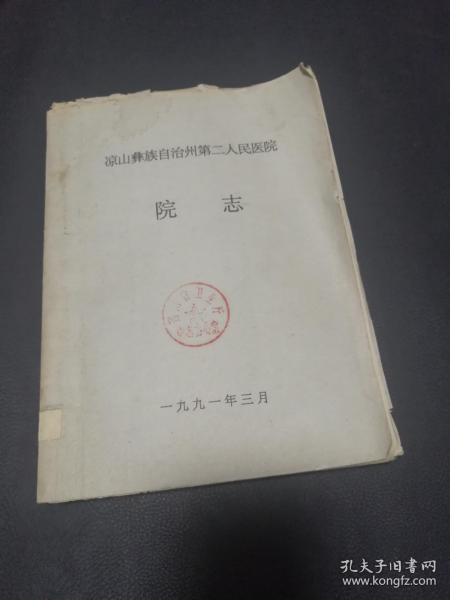 凉山彝族自治州第二人民医院
院 志
一九九一年三月
孔夫子旧书网
www.kongfz.com